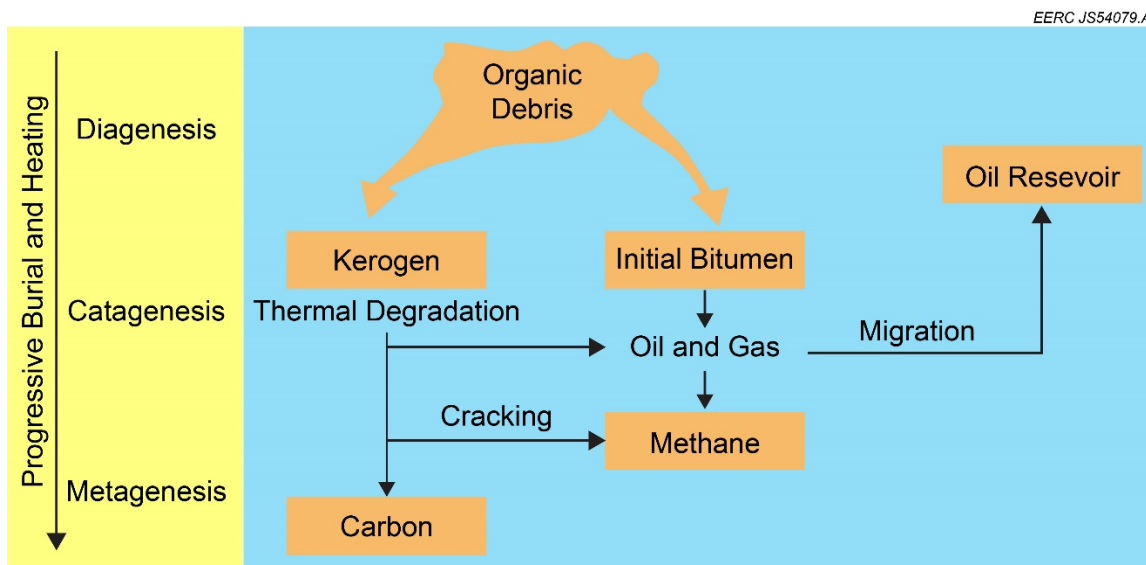 EERC JS54079.A
Progressive Burial and Heating
Diagenesis
Catagenesis
Metagenesis
Organic
Debris
Oil Resevoir
Kerogen
Initial Bitumen
Thermal Degradation
Oil and Gas
Migration
Cracking
Methane
Carbon